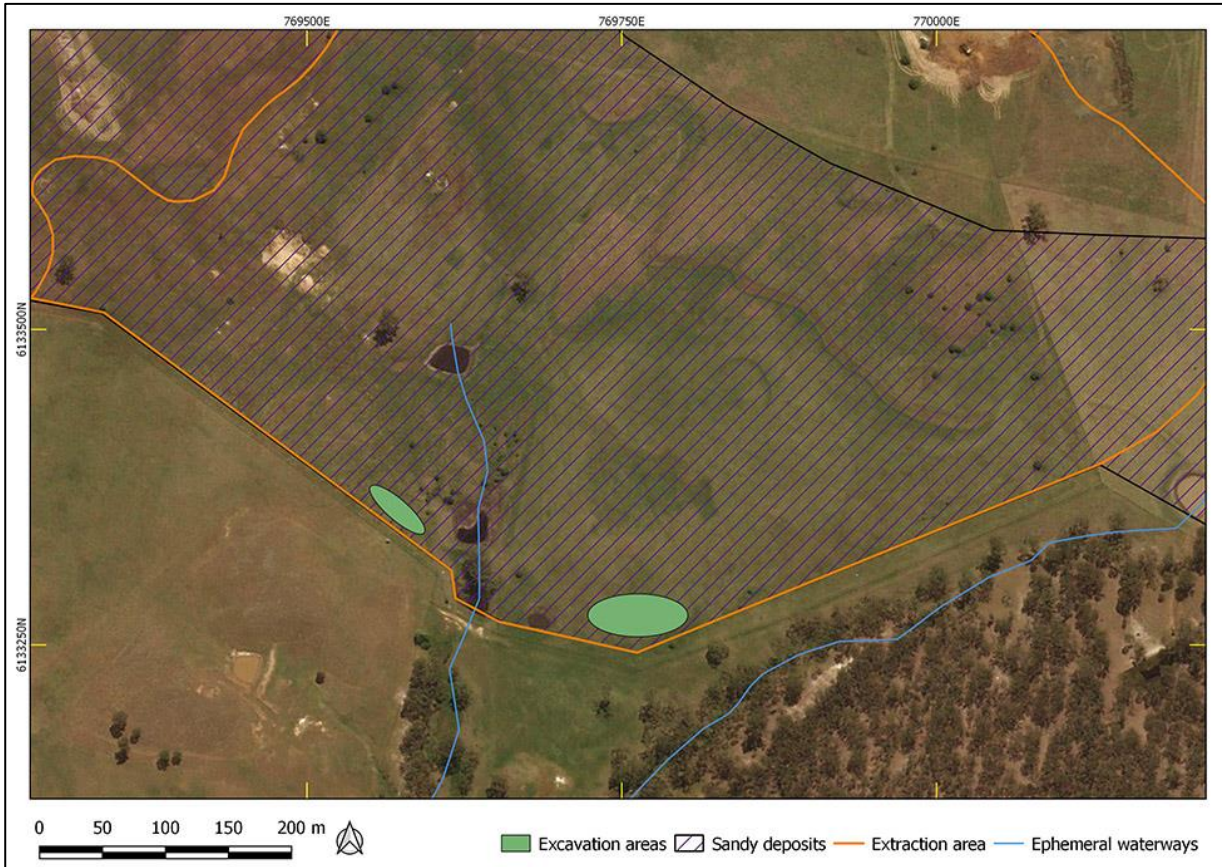 769500E 769750E 770000E
6133500N
6133250N
0 50 100 150 200 m
Excavation areas Sandy deposits Extraction area Ephemeral waterways